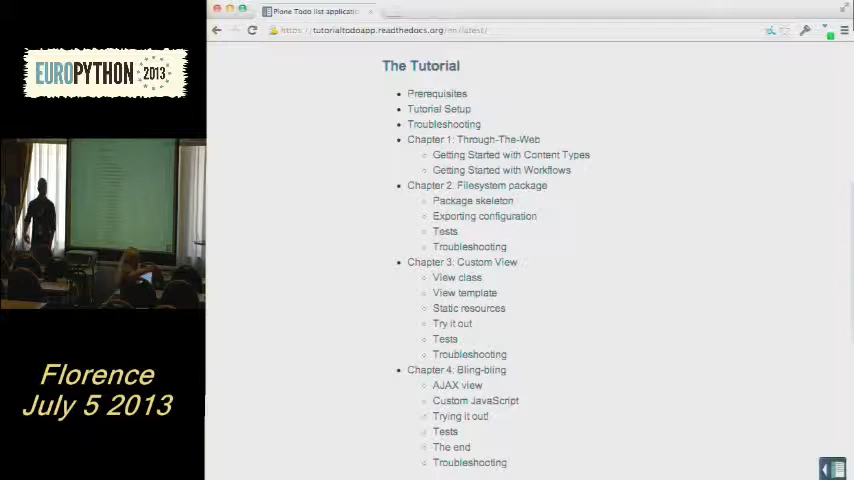 EUROPYTHON 2013
Florence
July 5 2013
Plone Todo list applicatio
https://tutorialtodoapp.readthedocs.org/en/latest/
The Tutorial
Prerequisites
Tutorial Setup
Troubleshooting
Chapter 1: Through-The-Web
Getting Started with Content Types
Getting Started with Workflows
Chapter 2: Filesystem package
Package skeleton
Exporting configuration
Tests
Troubleshooting
Chapter 3: Custom View
View class
View template
Static resources
Try it out
Tests
Troubleshooting
Chapter 4: Bling-bling
AJAX view
Custom JavaScript
Trying it out!
Tests
The end
Troubleshooting